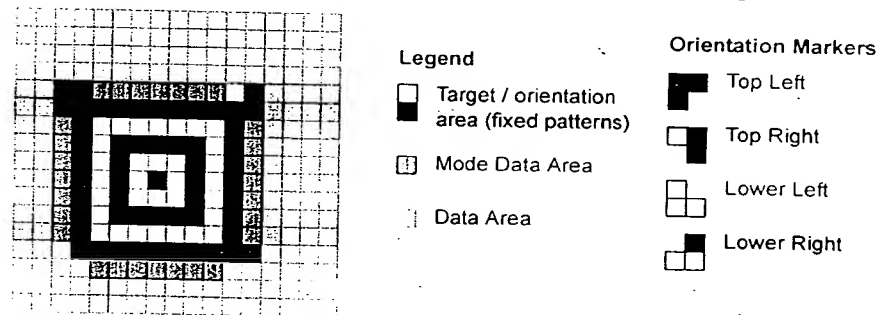 Legend
Target / orientation
area (fixed patterns)
Mode Data Area
Data Area
Orientation Markers
Top Left
Top Right
Lower Left
Lower Right